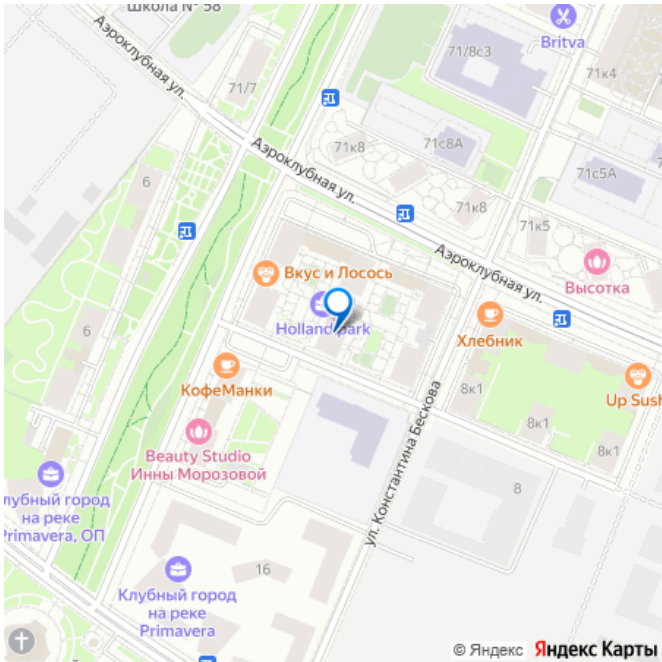 Школа № 58
Britva
71/8с3
71к4
71/7
Аэроклубная ул.
71с8А
71к8
Аэроклубная ул.
71с5А
6
71к8
71к5
Аэроклубная ул.
Высотка
Вкус и Лосось
Holland park
Хлебник
6
КофеМанки
8к1
Up Sush
8к1
8к1
ул. Константина Бескова
Beauty Studio
Инны Морозовой
лубный город
на реке
Primavera, ОП
8
16
Клубный город
на реке
Primavera
© Яндекс Яндекс Карты